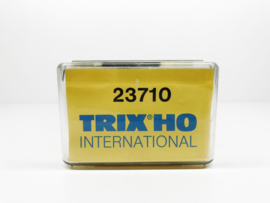 23710
TRIX® HO
INTERNATIONAL